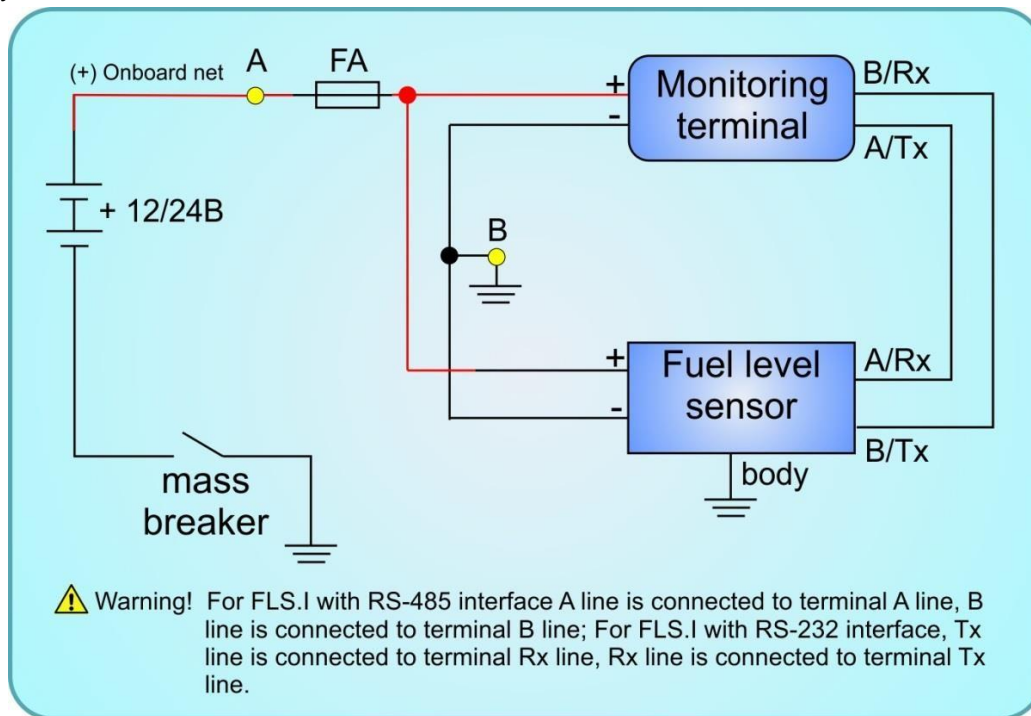 (+) Onboard net
A
FA
+
-
Monitoring
terminal
B/Rx
A/Tx
+ 12/24B
B
+
-
Fuel level
sensor
A/Rx
B/Tx
body
mass
breaker
Warning! For FLS.I with RS-485 interface A line is connected to terminal A line, B
line is connected to terminal B line; For FLS.I with RS-232 interface, Tx
line is connected to terminal Rx line, Rx line is connected to terminal Tx
line.